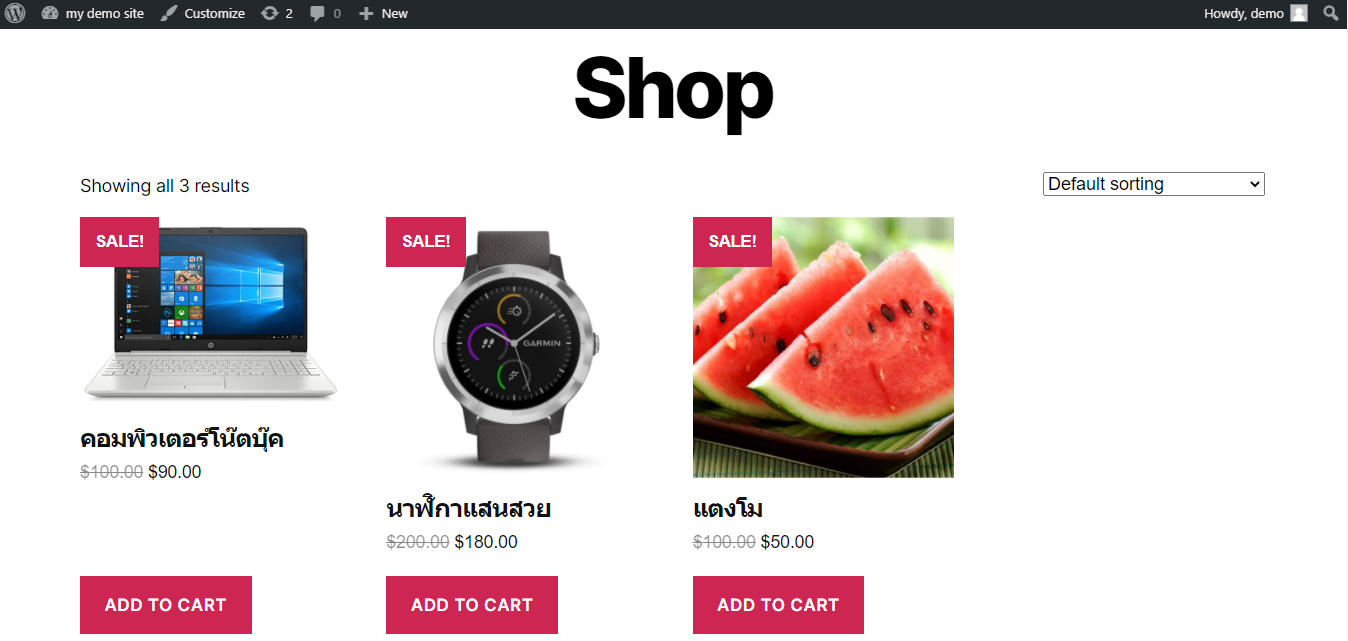 my demo site Customize 2 0 New Howdy, demo
Shop
Showing all 3 results
Default sorting
SALE! SALE! SALE!
GARMIN
คอมพิวเตอร์โน๊ตบุ๊ค
$100.00 $90.00
นาฬิกาแสนสวย
$200.00 $180.00
แตงโม
$100.00 $50.00
ADD TO CART ADD TO CART ADD TO CART